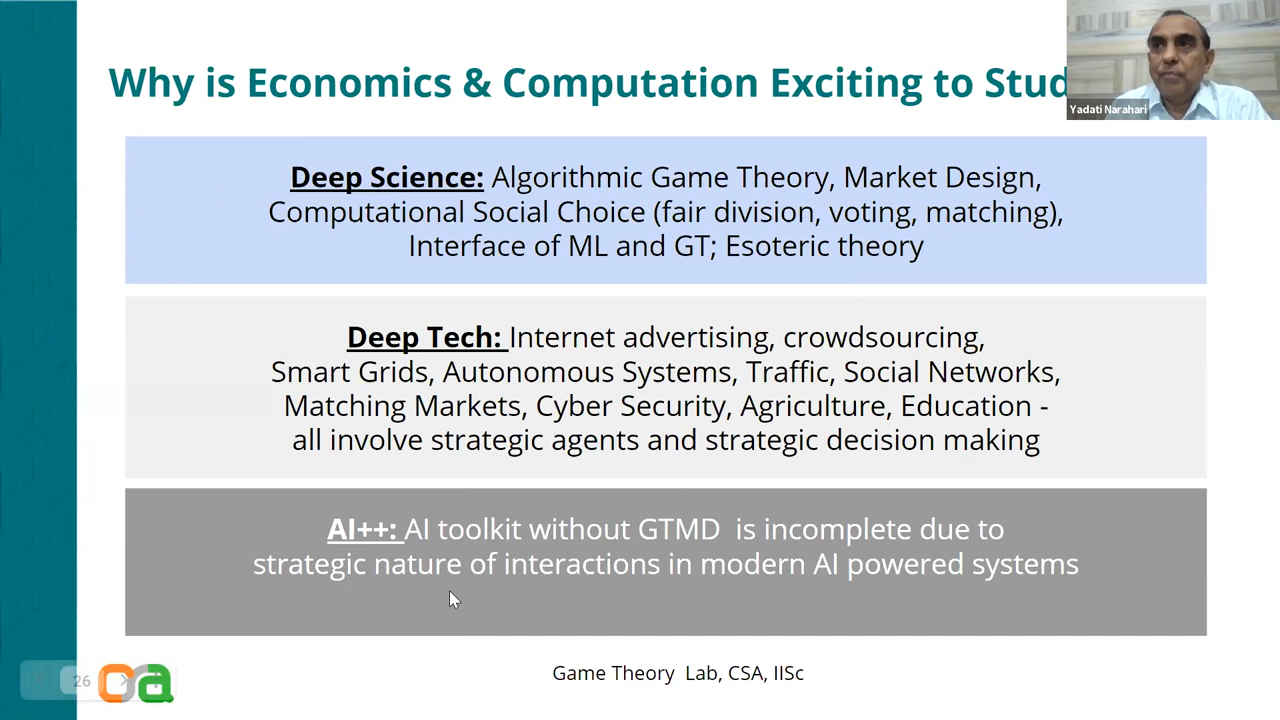 Why is Economics & Computation Exciting to Stud
Yadati Narahari
Deep Science: Algorithmic Game Theory, Market Design,
Computational Social Choice (fair division, voting, matching),
Interface of ML and GT; Esoteric theory
Deep Tech: Internet advertising, crowdsourcing,
Smart Grids, Autonomous Systems, Traffic, Social Networks,
Matching Markets, Cyber Security, Agriculture, Education -
all involve strategic agents and strategic decision making
AI++: AI toolkit without GTMD is incomplete due to
strategic nature of interactions in modern AI powered systems
26
Game Theory Lab, CSA, IISc